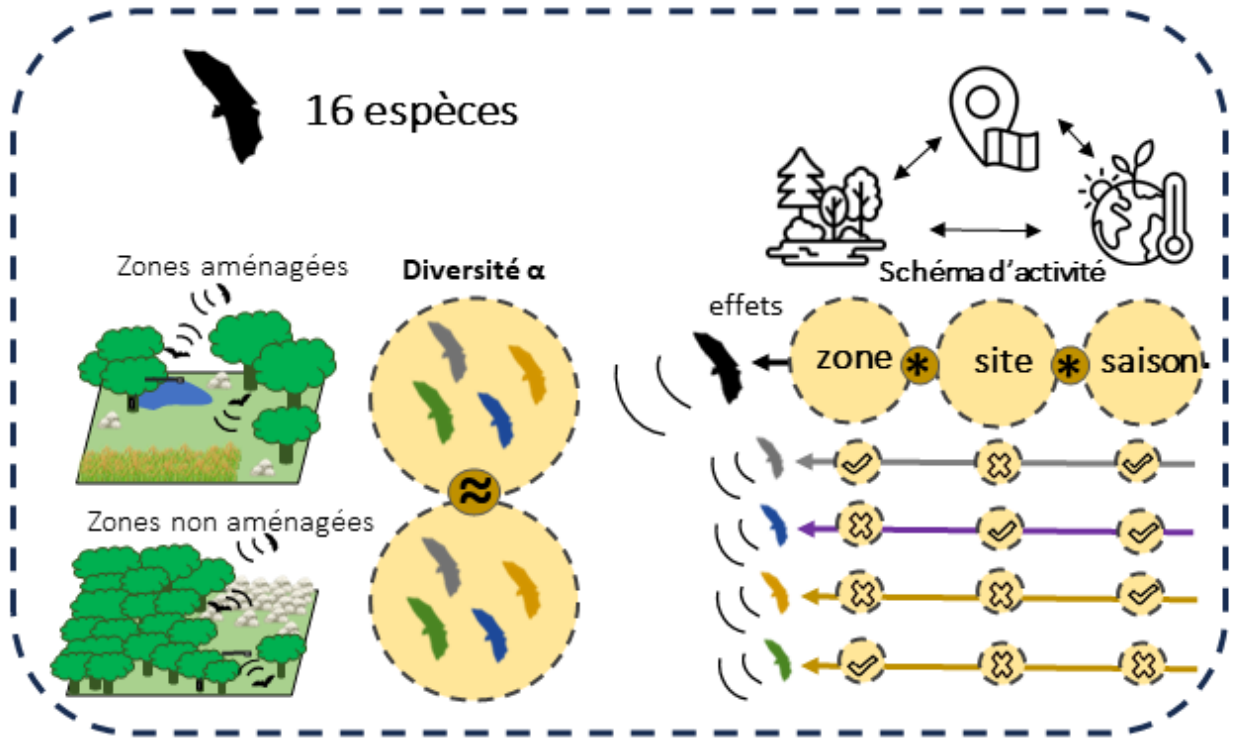 16 espèces
Zones aménagées
Diversité α
Schéma d'activité
effets
zone * site * saison
≈
Zones non aménagées